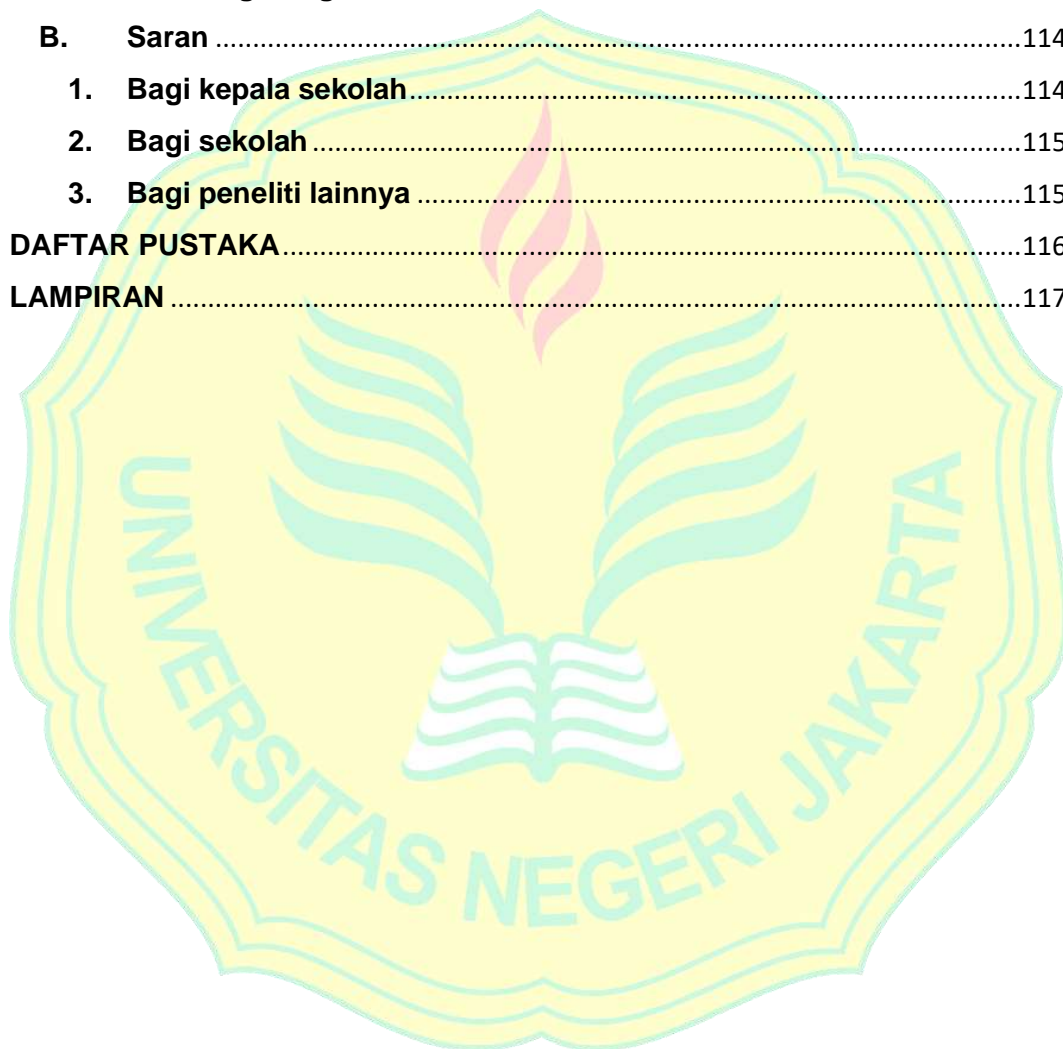 B. Saran ........................................................................................................114
1. Bagi kepala sekolah................................................................................114
2. Bagi sekolah ............................................................................................115
3. Bagi peneliti lainnya ...............................................................................115
DAFTAR PUSTAKA.................................................................................................116
LAMPIRAN ................................................................................................................117
UNIVERSITAS NEGERI JAKARTA